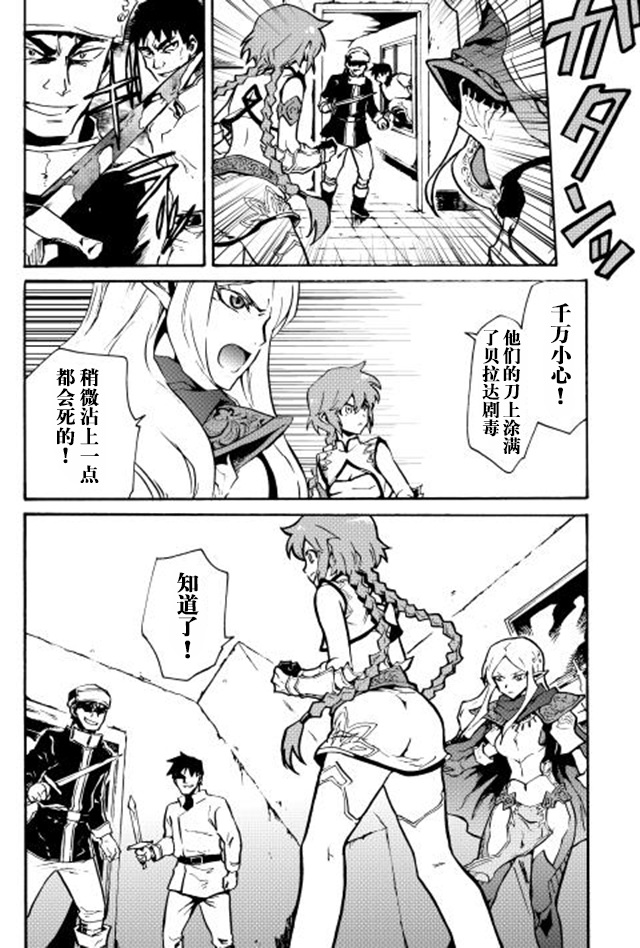 ガタンッ
千万小心！
他们的刀上涂满
了贝拉达剧毒
稍微沾上一点
都会死的！
知道了！